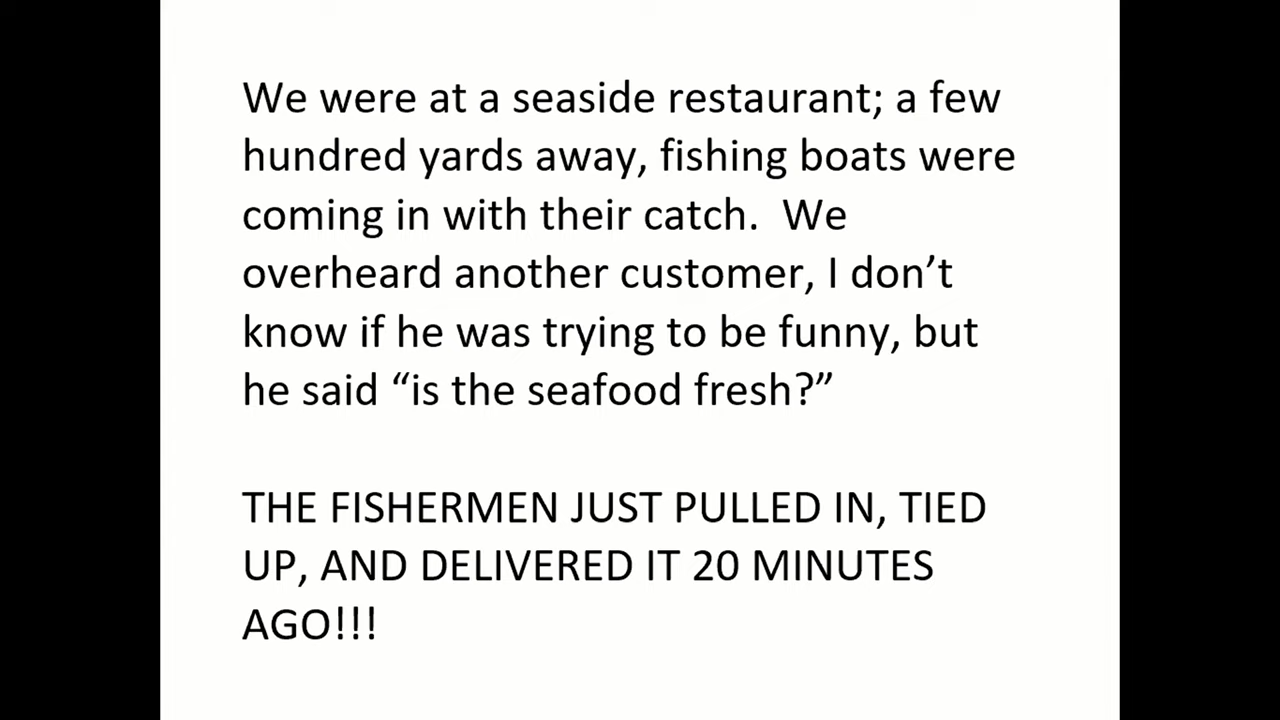 We were at a seaside restaurant; a few
hundred yards away, fishing boats were
coming in with their catch.  We
overheard another customer, I don’t
know if he was trying to be funny, but
he said “is the seafood fresh?”
THE FISHERMEN JUST PULLED IN, TIED
UP, AND DELIVERED IT 20 MINUTES
AGO!!!